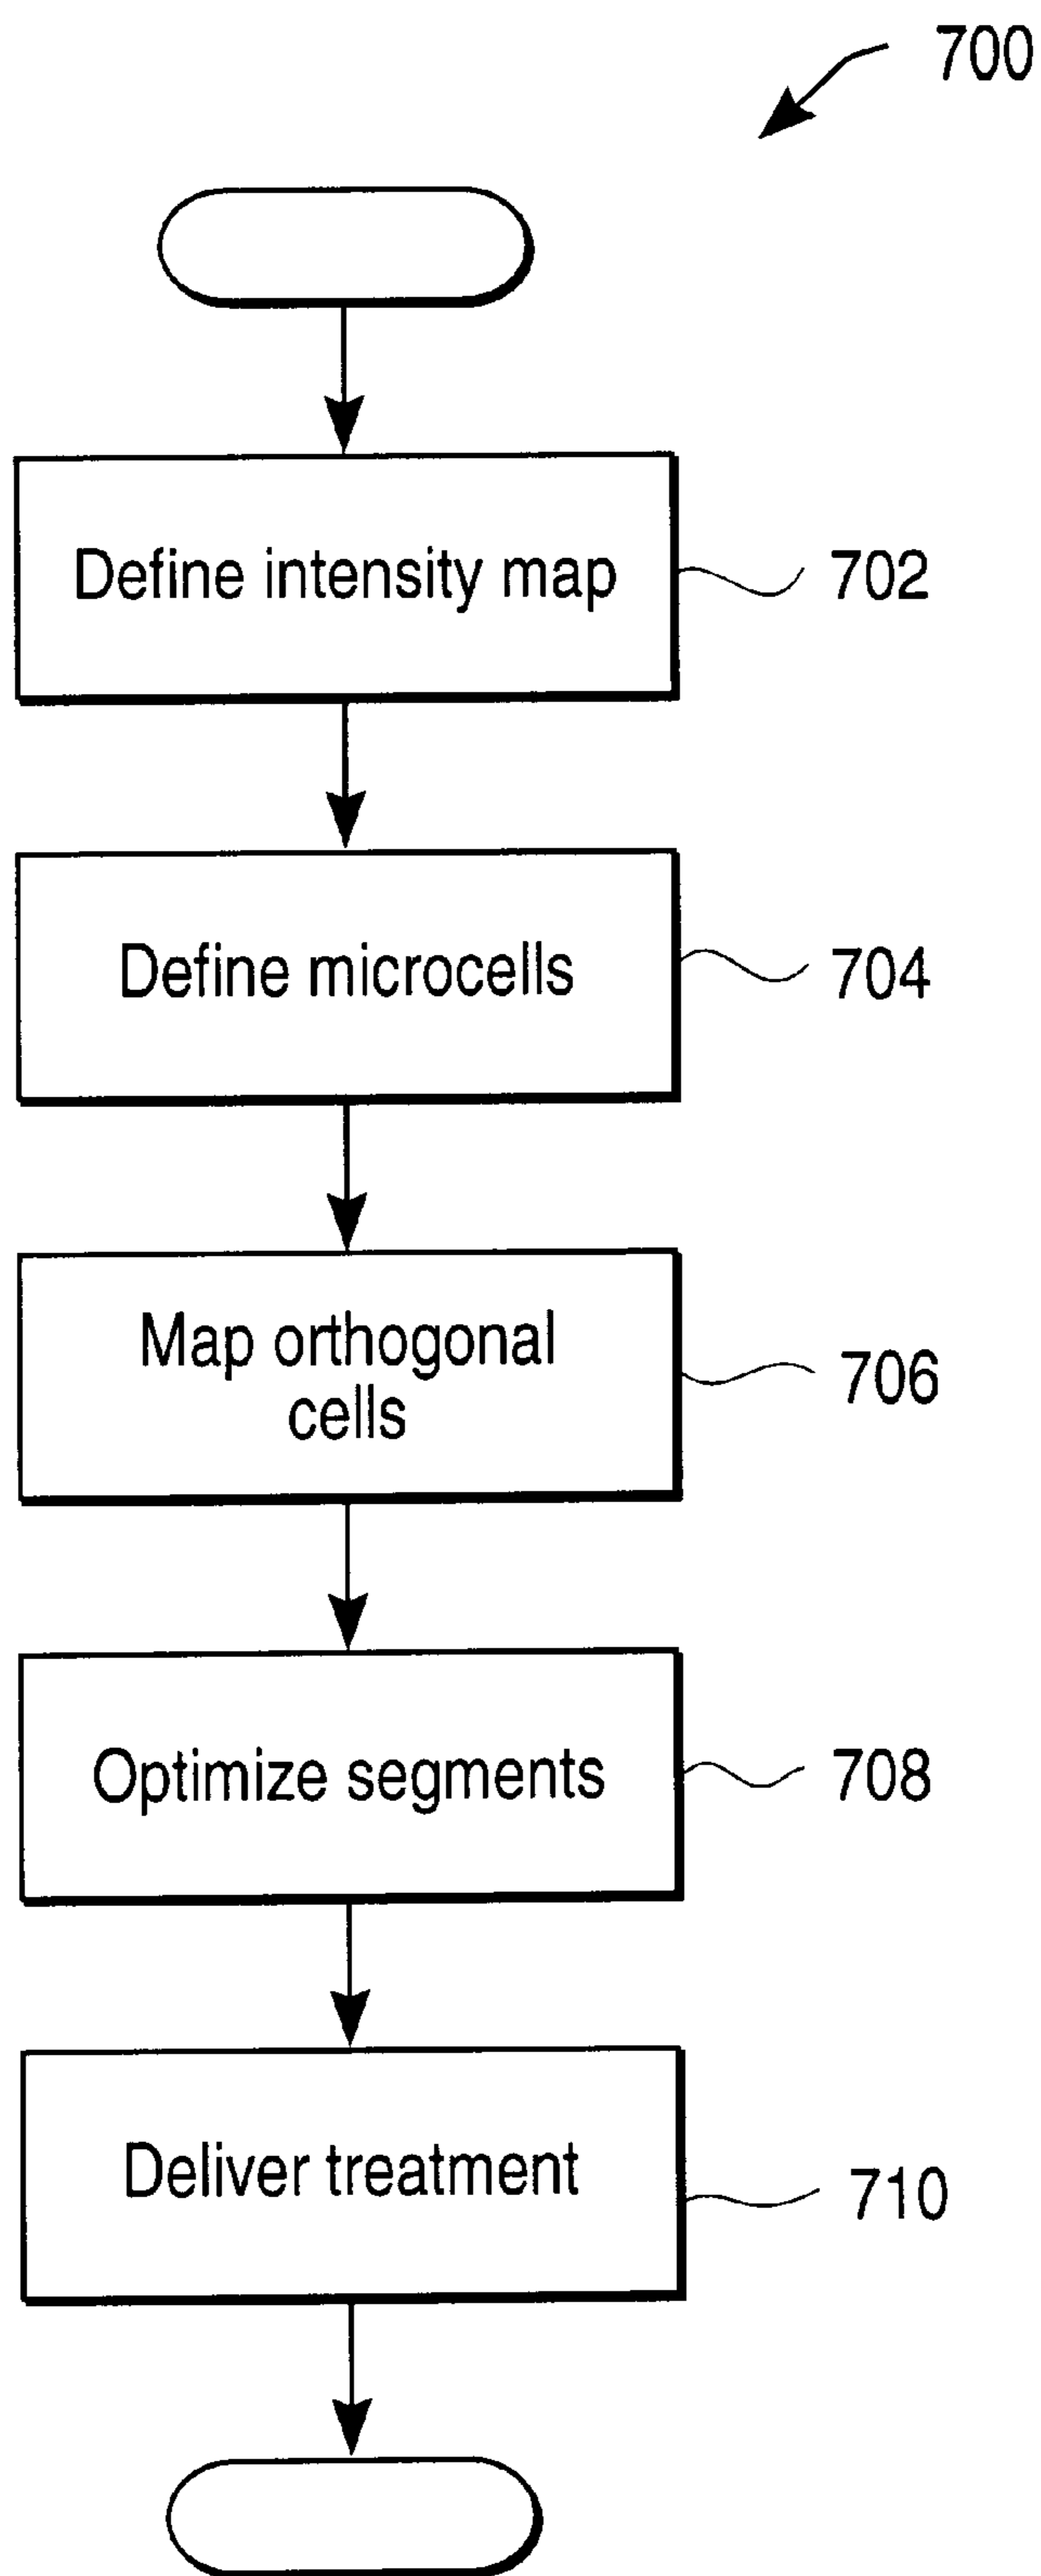 700
Define intensity map
702
Define microcells
704
Map orthogonal
cells
706
Optimize segments
708
Deliver treatment
710